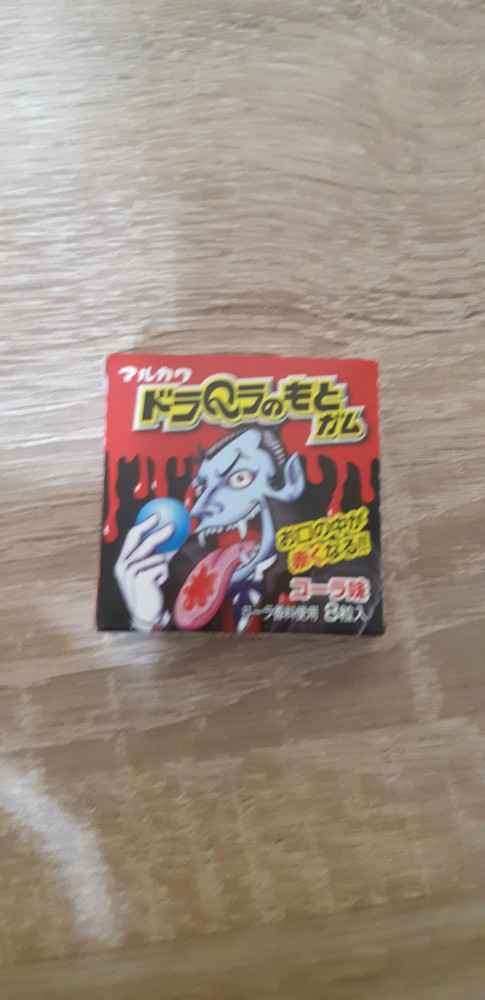 マルカワ
ドラQラのもと
ガム
お口の中が
赤くなる!!
コーラ味
コーラ香料使用 8粒入